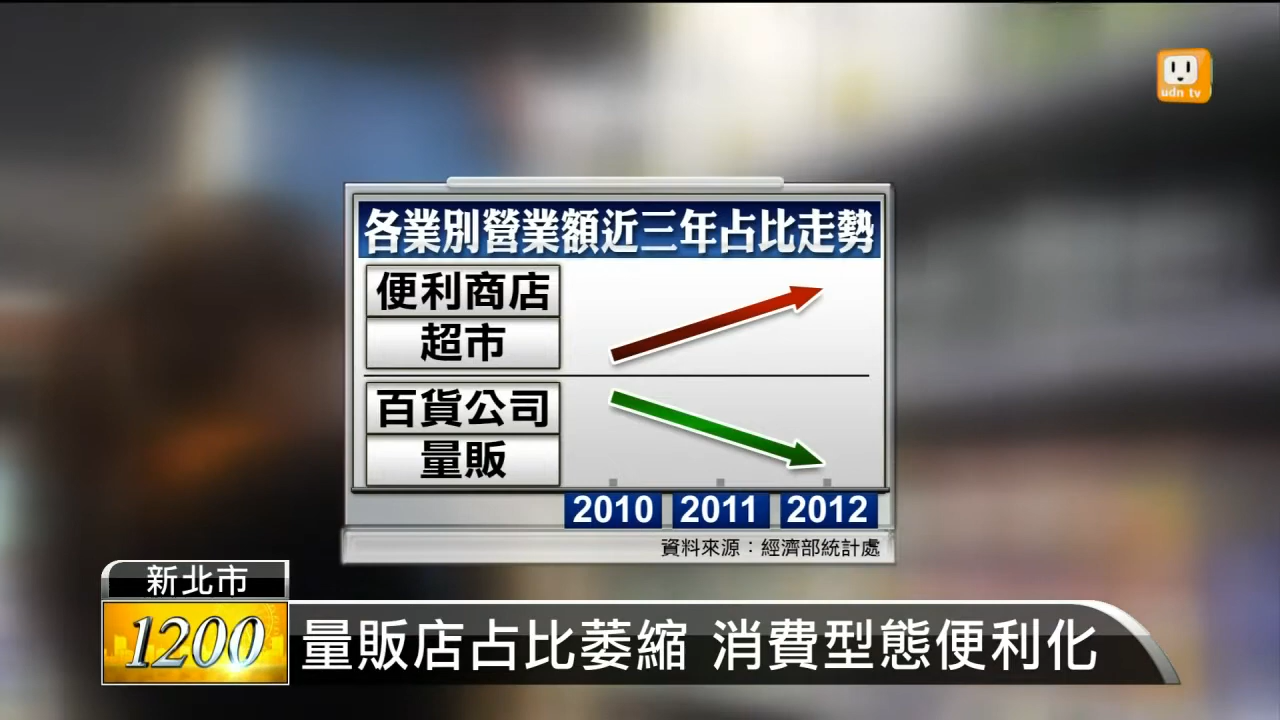 udn tv
各業別營業額近三年占比走勢
便利商店
超市
百貨公司
量販
2010 2011 2012
資料來源：經濟部統計處
新北市
1200
量販店占比萎縮 消費型態便利化